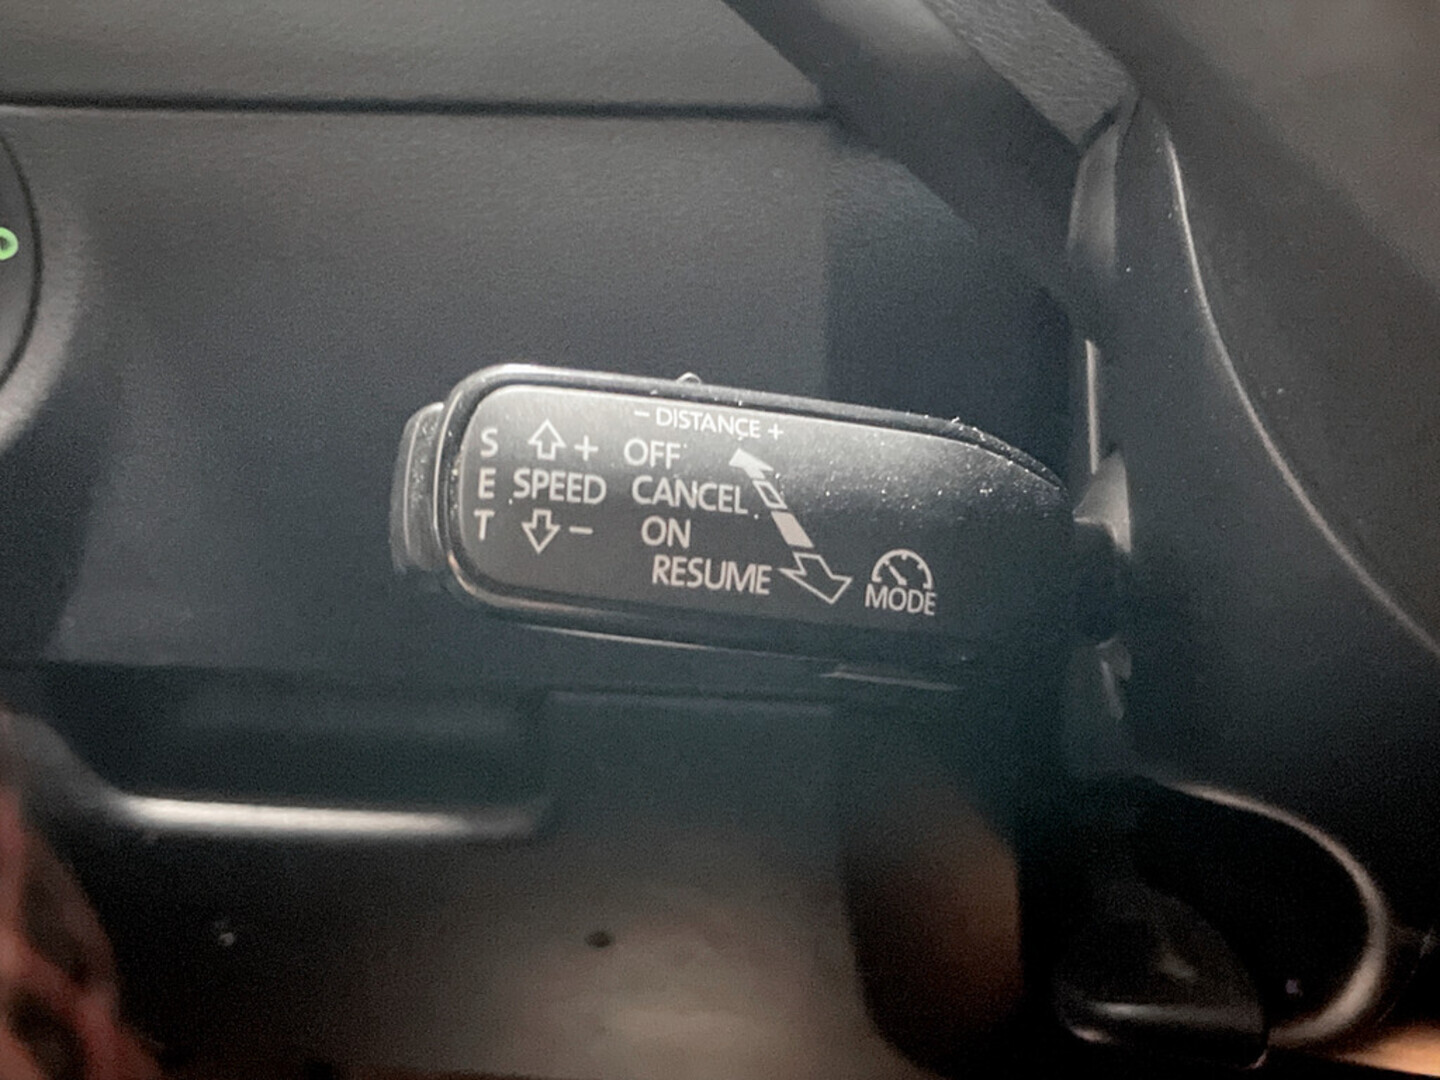 − DISTANCE +
S + OFF
E SPEED CANCEL
T − ON
RESUME
MODE